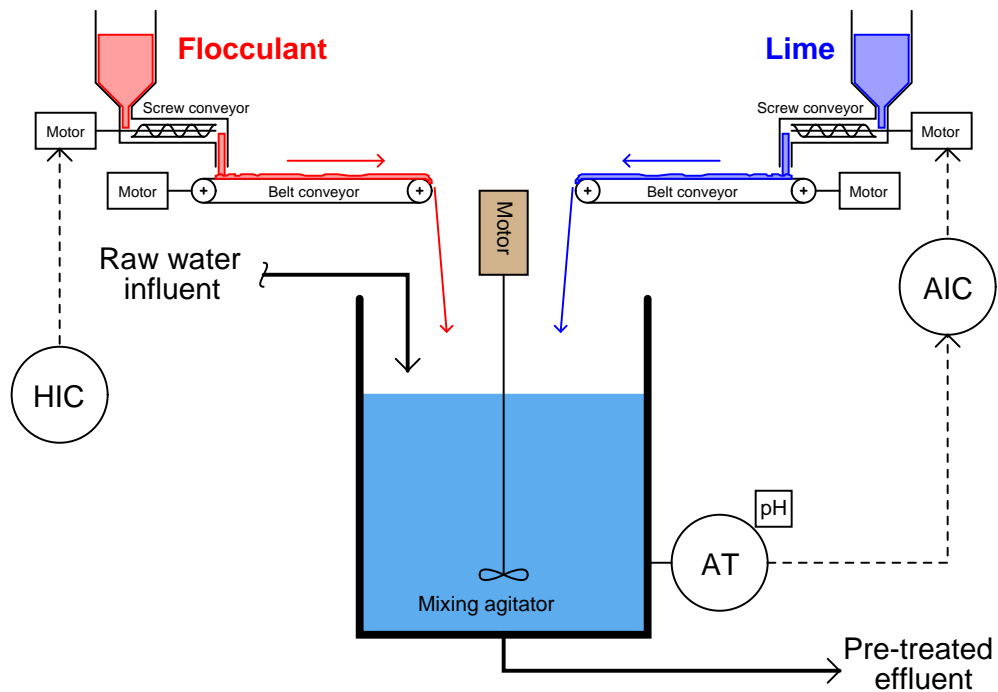 Flocculant
Lime
Screw conveyor
Screw conveyor
Motor
Motor
Motor
Belt conveyor
Belt conveyor
Motor
Motor
Raw water
influent
AIC
HIC
pH
AT
Mixing agitator
Pre-treated
effluent